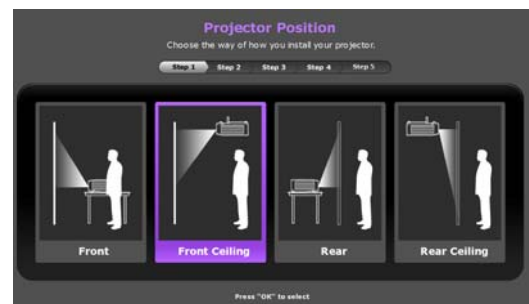 Projector Position
Choose the way of how you install your projector.
Step 1 Step 2 Step 3 Step 4 Step 5
Front Front Ceiling Rear Rear Ceiling
Press "OK" to select